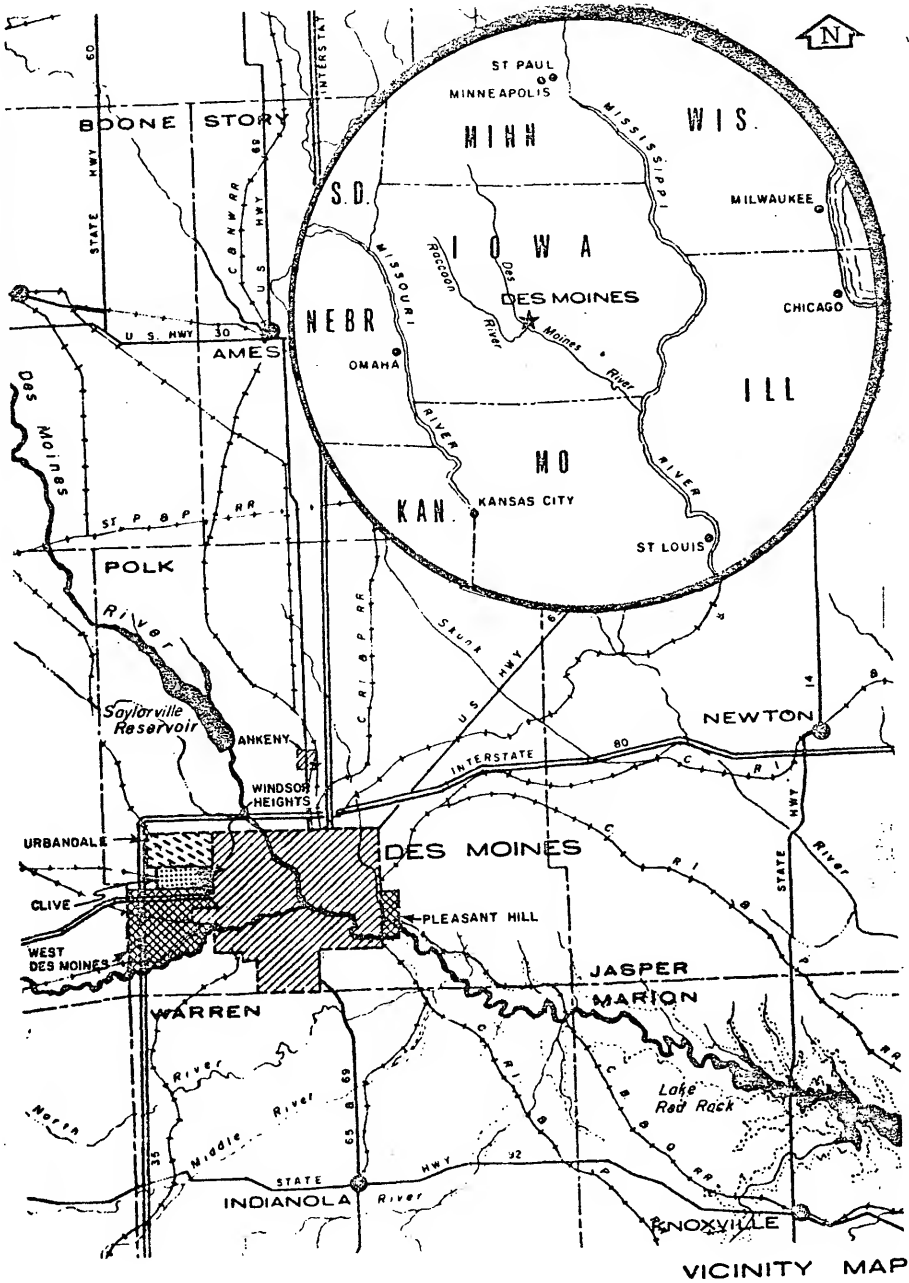 N
STATE HWY 60
INTERSTAT
BOONE
STORY
C B NW RR
U S HWY 69
ST PAUL
MINNEAPOLIS
MISSISSIPPI
WIS.
MINN
S.D.
MILWAUKEE
IOWA
MISSOURI
Raccoon
River
Des
DES MOINES
Moines
River
CHICAGO
NEBR
U S. HWY 30
AMES
OMAHA
ILL
RIVER
MO
RIVER
KAN.
KANSAS CITY
ST LOUIS
Des
Moines
ST P B P RR
POLK
River
C RI B P RR
Skunk
US HWY 6
14
B
Saylorville
Reservoir
ANKENY
NEWTON
INTERSTATE 80
C RI
WINDSOR
HEIGHTS
STATE HWY
River
URBANDALE
DES MOINES
C RI B P RR
CLIVE
PLEASANT HILL
WEST
DES MOINES
JASPER
MARION
WARREN
C RI B P
C B B Q RR
Lake
Red Rack
North
River
Middle River
65 B 69
35
STATE HWY 92
INDIANOLA
River
KNOXVILLE
VICINITY MAP